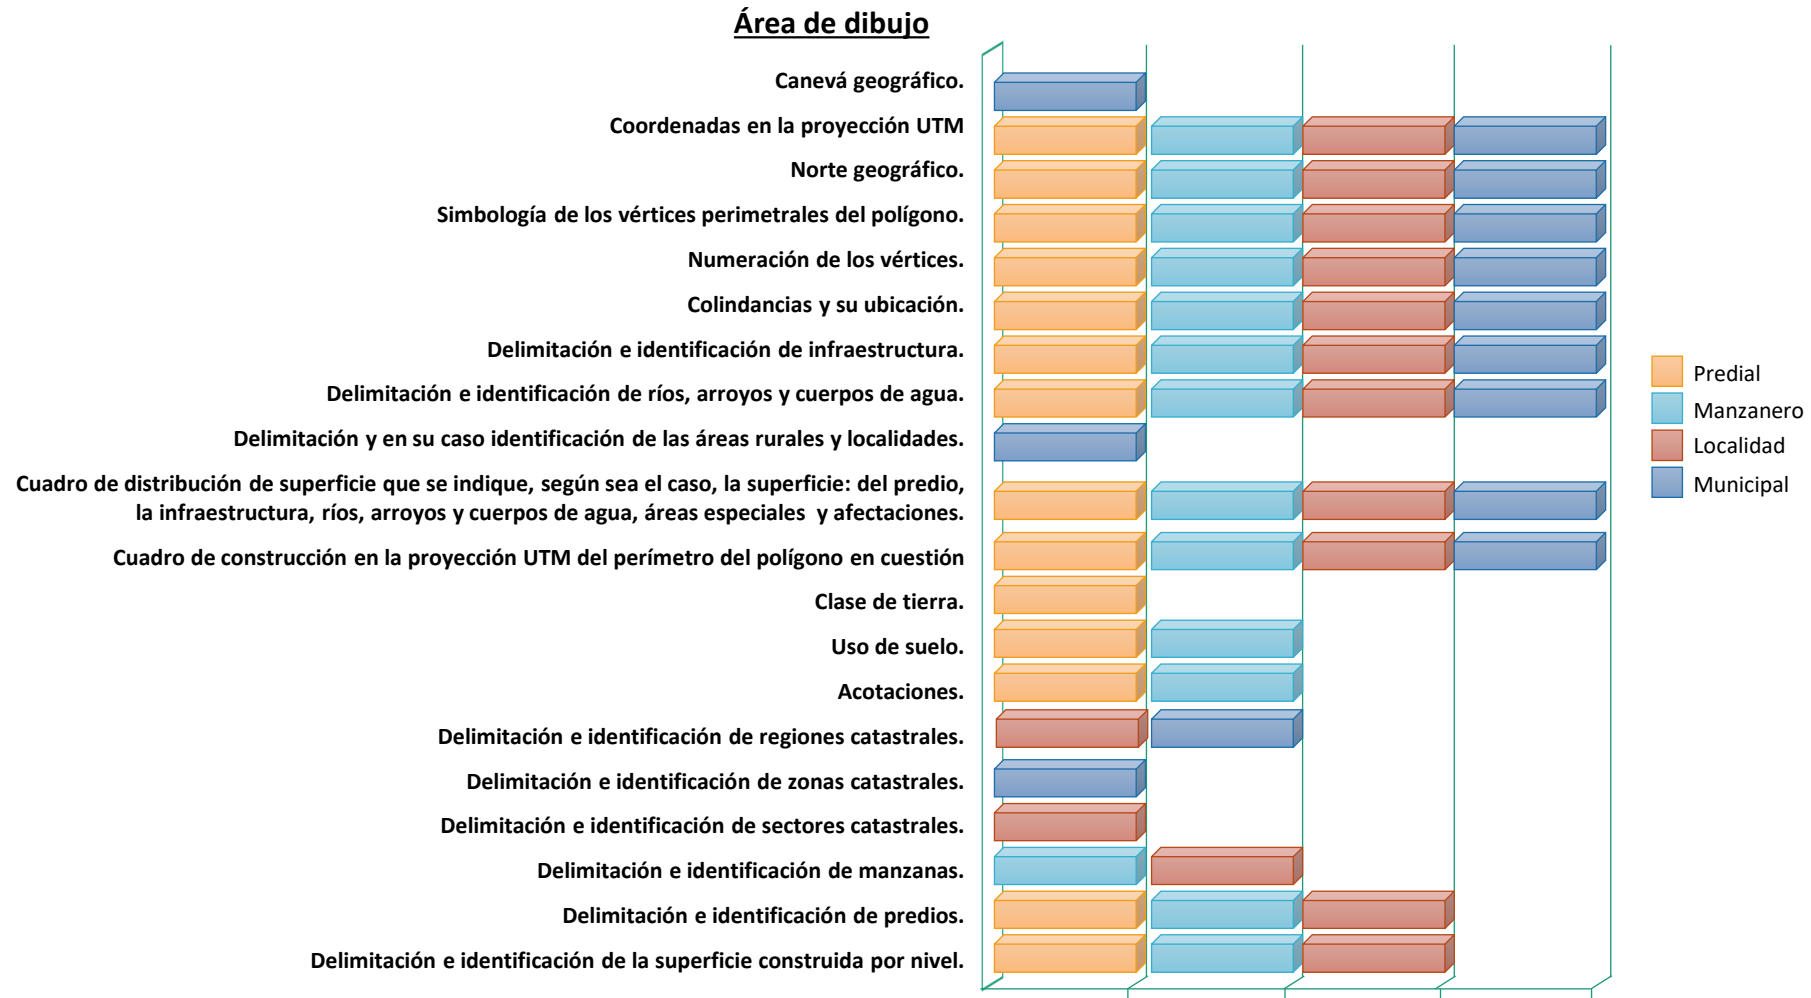 Área de dibujo
Canevá geográfico.
Coordenadas en la proyección UTM
Norte geográfico.
Simbología de los vértices perimetrales del polígono.
Numeración de los vértices.
Colindancias y su ubicación.
Delimitación e identificación de infraestructura.
Delimitación e identificación de ríos, arroyos y cuerpos de agua.
Delimitación y en su caso identificación de las áreas rurales y localidades.
Cuadro de distribución de superficie que se indique, según sea el caso, la superficie: del predio,
la infraestructura, ríos, arroyos y cuerpos de agua, áreas especiales y afectaciones.
Cuadro de construcción en la proyección UTM del perímetro del polígono en cuestión
Clase de tierra.
Uso de suelo.
Acotaciones.
Delimitación e identificación de regiones catastrales.
Delimitación e identificación de zonas catastrales.
Delimitación e identificación de sectores catastrales.
Delimitación e identificación de manzanas.
Delimitación e identificación de predios.
Delimitación e identificación de la superficie construida por nivel.
Predial
Manzanero
Localidad
Municipal